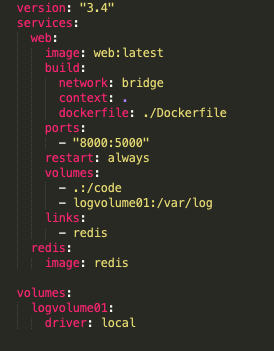 version: "3.4"
services:
  web:
    image: web:latest
    build:
      network: bridge
      context: .
      dockerfile: ./Dockerfile
    ports:
      - "8000:5000"
    restart: always
    volumes:
      - .:/code
      - logvolume01:/var/log
    links:
      - redis
  redis:
    image: redis
volumes:
  logvolume01:
    driver: local